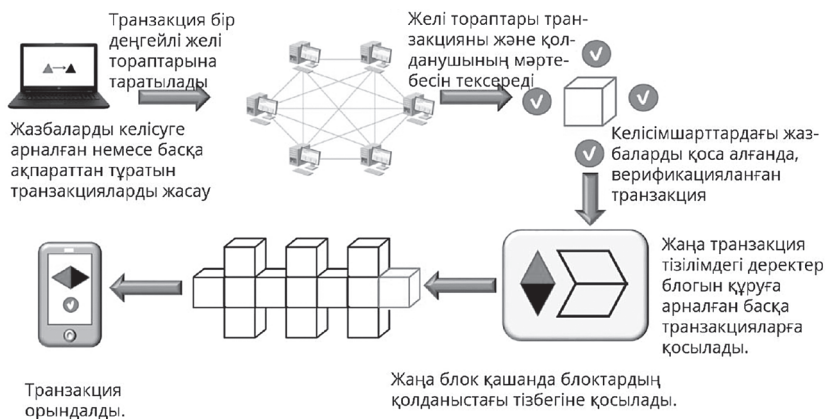 Транзакция бір
деңгейлі желі
тораптарына
таратылады
Желі тораптары тран-
закцияны және қол-
данушының мәрте-
бесін тексереді
Жазбаларды келісуге
арналған немесе басқа
ақпараттан тұратын
транзакцияларды жасау
Келісімшарттардағы жаз-
баларды қоса алғанда,
верификацияланған
транзакция
Жаңа транзакция
тізілімдегі деректер
блогын құруға
арналған басқа
транзакцияларға
қосылады.
Жаңа блок қашанда блоктардың
қолданыстағы тізбегіне қосылады.
Транзакция
орындалды.